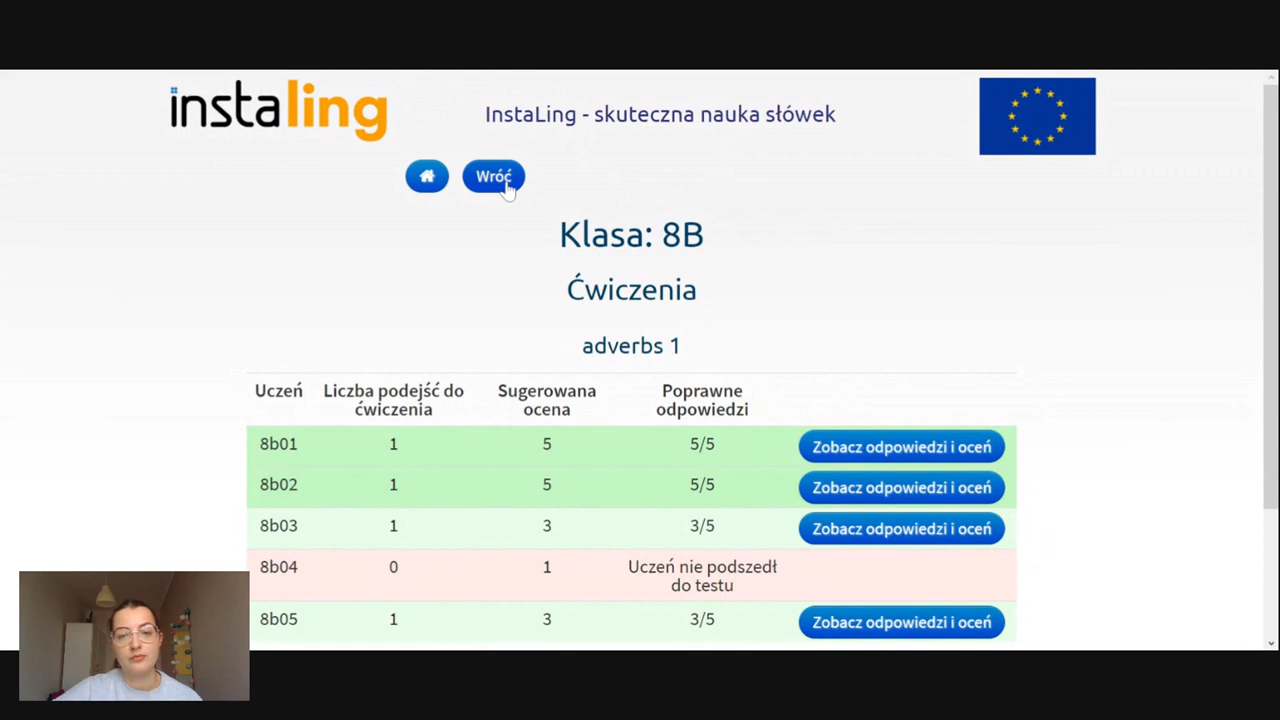 instaling
InstaLing - skuteczna nauka słówek
Wróć
Klasa: 8B
Ćwiczenia
adverbs 1
Uczeń Liczba podejść do ćwiczenia Sugerowana ocena Poprawne odpowiedzi
8b01 1 5 5/5 Zobacz odpowiedzi i oceń
8b02 1 5 5/5 Zobacz odpowiedzi i oceń
8b03 1 3 3/5 Zobacz odpowiedzi i oceń
8b04 0 1 Uczeń nie podszedł do testu
8b05 1 3 3/5 Zobacz odpowiedzi i oceń